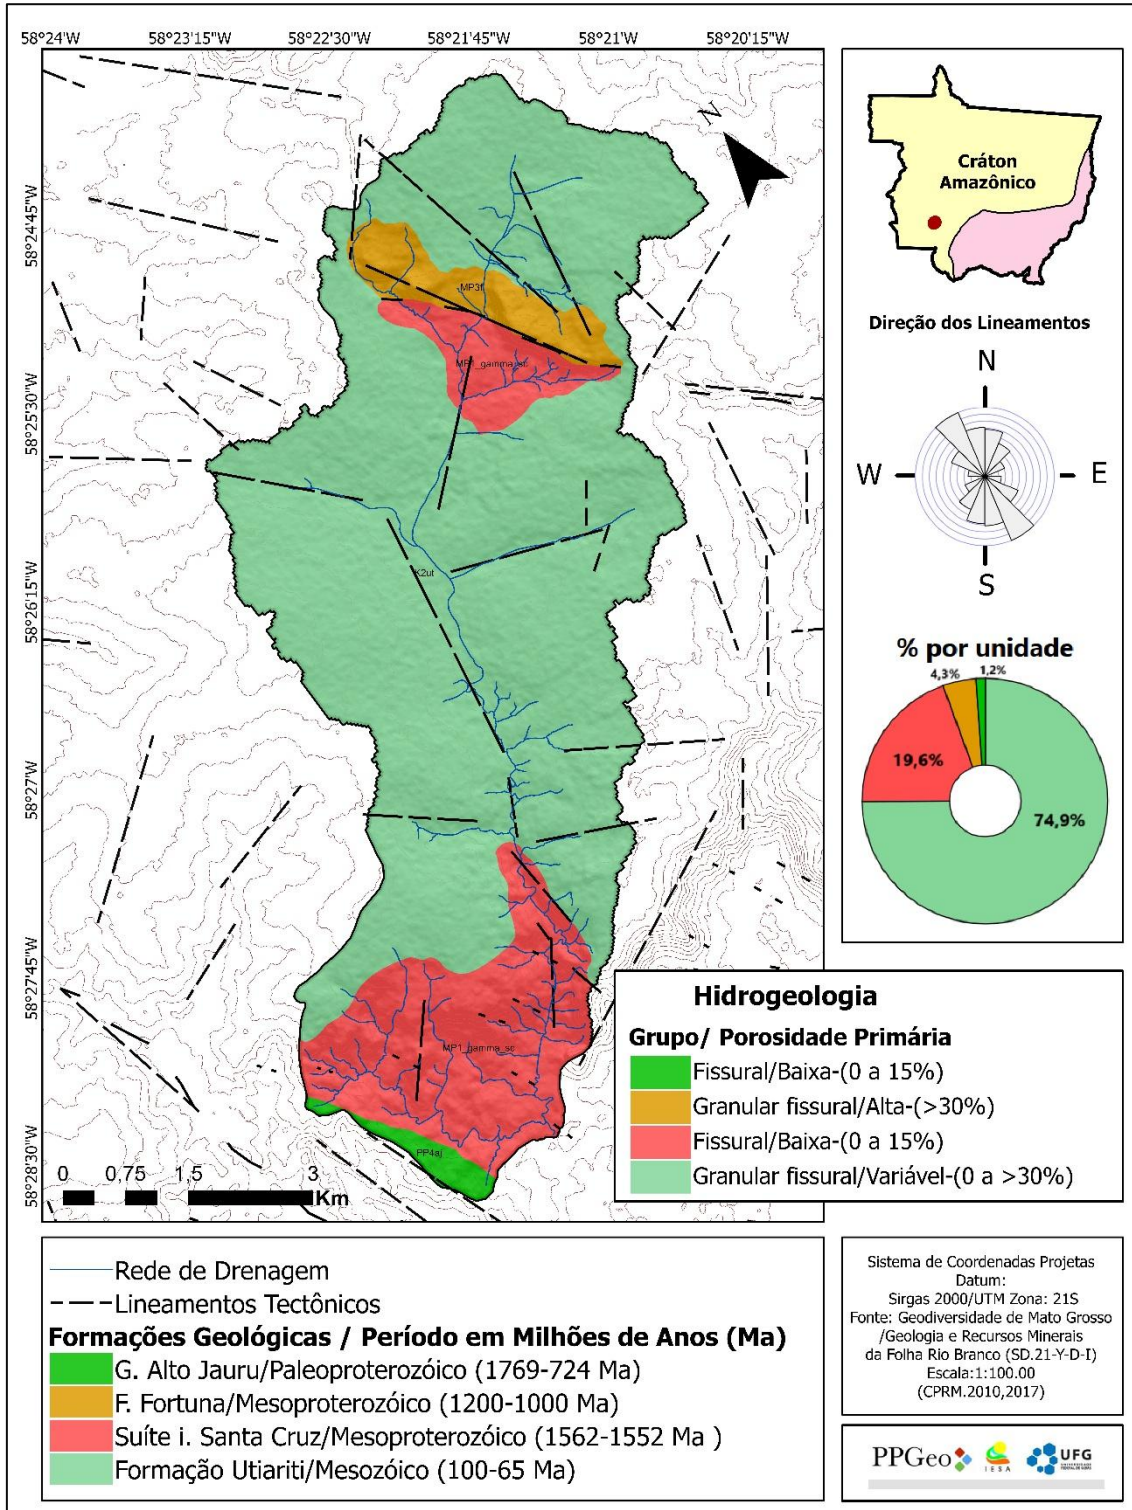 58°24'W 58°23'15"W 58°22'30"W 58°21'45"W 58°21'W 58°20'15"W
58°24'45"W
58°25'30"W
58°26'15"W
58°27'W
58°27'45"W
58°28'30"W
N
MP3f
MP1_gamma_sc
K2ut
MP1_gamma_sc
PP4aj
0 0,75 1,5 3
Km
Cráton
Amazônico
Direção dos Lineamentos
N
W E
S
% por unidade
4,3% 1,2%
19,6%
74,9%
Hidrogeologia
Grupo/ Porosidade Primária
Fissural/Baixa-(0 a 15%)
Granular fissural/Alta-(>30%)
Fissural/Baixa-(0 a 15%)
Granular fissural/Variável-(0 a >30%)
Rede de Drenagem
Lineamentos Tectônicos
Formações Geológicas / Período em Milhões de Anos (Ma)
G. Alto Jauru/Paleoproterozóico (1769-724 Ma)
F. Fortuna/Mesoproterozóico (1200-1000 Ma)
Suíte i. Santa Cruz/Mesoproterozóico (1562-1552 Ma )
Formação Utiariti/Mesozóico (100-65 Ma)
Sistema de Coordenadas Projetas
Datum:
Sirgas 2000/UTM Zona: 21S
Fonte: Geodiversidade de Mato Grosso
/Geologia e Recursos Minerais
da Folha Rio Branco (SD.21-Y-D-I)
Escala:1:100.00
(CPRM.2010,2017)
PPGeo
IESA
UFG